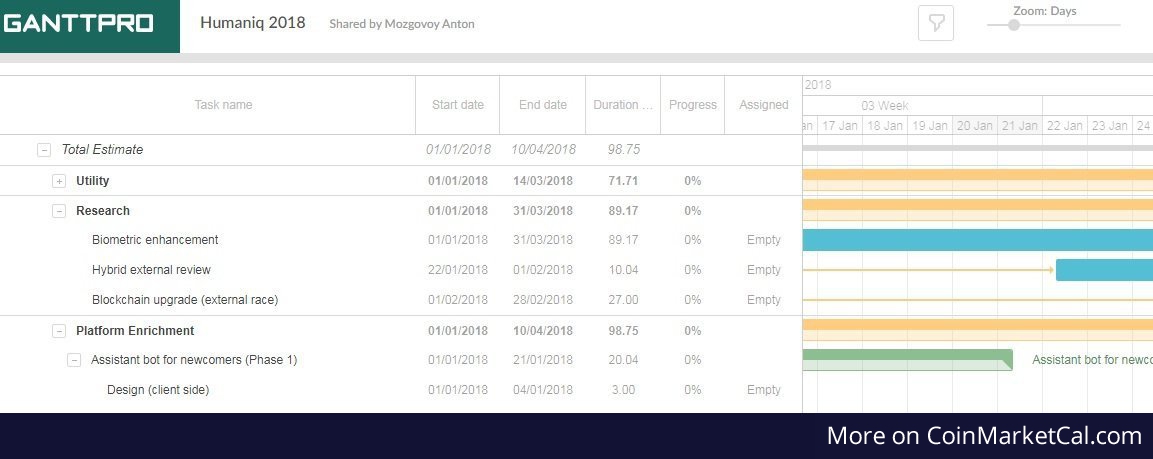 GANTTPRO Humaniq 2018 Shared by Mozgovoy Anton Zoom: Days
2018
Task name Start date End date Duration ... Progress Assigned 03 Week
17 Jan 18 Jan 19 Jan 20 Jan 21 Jan 22 Jan 23 Jan 24
Total Estimate 01/01/2018 10/04/2018 98.75
Utility 01/01/2018 14/03/2018 71.71 0%
Research 01/01/2018 31/03/2018 89.17 0%
Biometric enhancement 01/01/2018 31/03/2018 89.17 0% Empty
Hybrid external review 22/01/2018 01/02/2018 10.04 0% Empty
Blockchain upgrade (external race) 01/02/2018 28/02/2018 27.00 0% Empty
Platform Enrichment 01/01/2018 10/04/2018 98.75 0%
Assistant bot for newcomers (Phase 1) 01/01/2018 21/01/2018 20.04 0% Assistant bot for newco
Design (client side) 01/01/2018 04/01/2018 3.00 0% Empty
More on CoinMarketCal.com